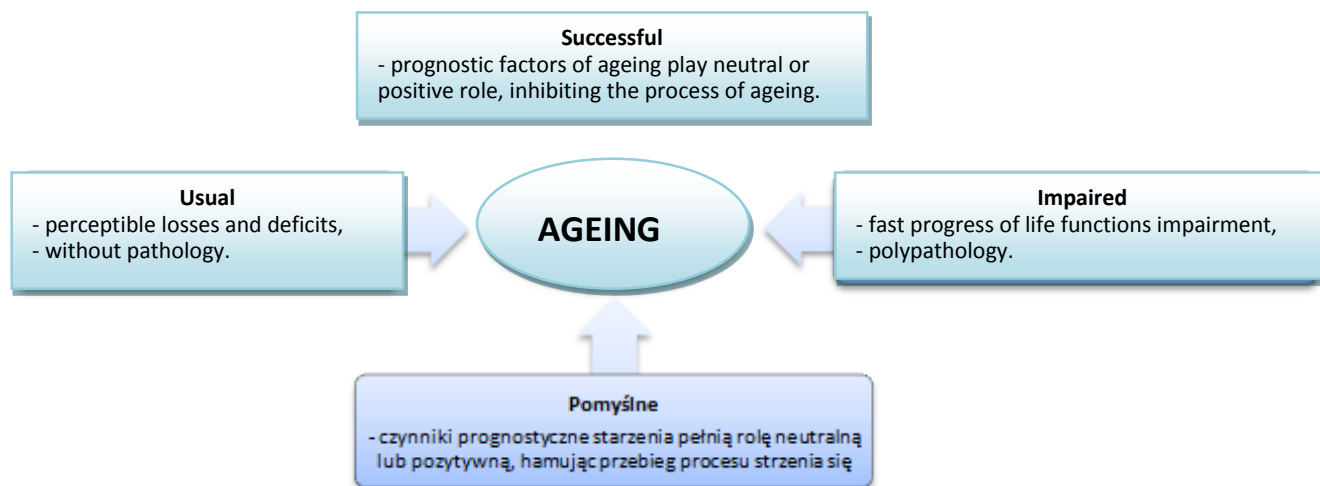 Successful
- prognostic factors of ageing play neutral or
positive role, inhibiting the process of ageing.
Usual
- perceptible losses and deficits,
- without pathology.
AGEING
Impaired
- fast progress of life functions impairment,
- polypathology.
Pomyślne
- czynniki prognostyczne starzenia pełnią rolę neutralną
lub pozytywną, hamując przebieg procesu strzenia się